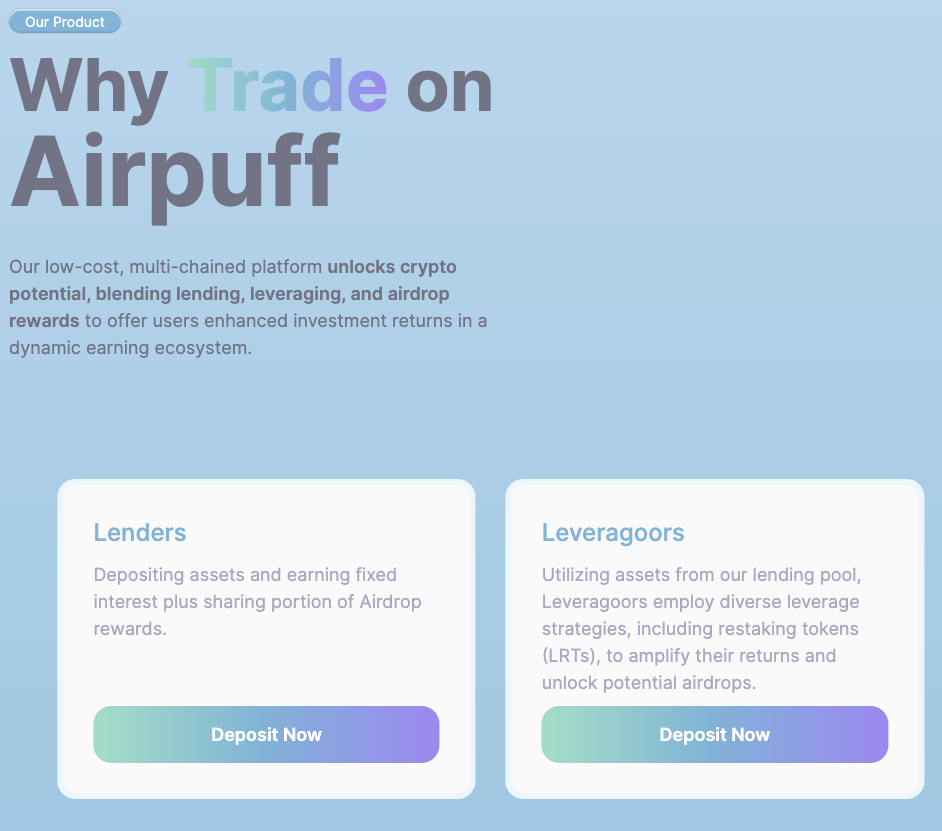 Our Product
Why Trade on
Airpuff
Our low-cost, multi-chained platform unlocks crypto
potential, blending lending, leveraging, and airdrop
rewards to offer users enhanced investment returns in a
dynamic earning ecosystem.
Lenders
Depositing assets and earning fixed
interest plus sharing portion of Airdrop
rewards.
Deposit Now
Leveragoors
Utilizing assets from our lending pool,
Leveragoors employ diverse leverage
strategies, including restaking tokens
(LRTs), to amplify their returns and
unlock potential airdrops.
Deposit Now